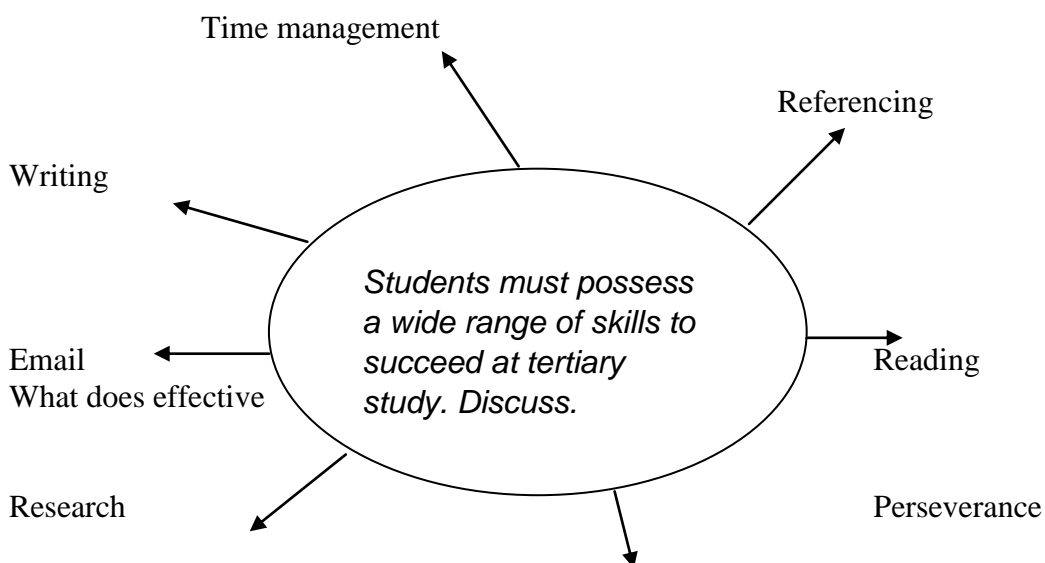 Time management
Referencing
Writing
Students must possess
a wide range of skills to
succeed at tertiary
study. Discuss.
Email
What does effective
Reading
Research
Perseverance